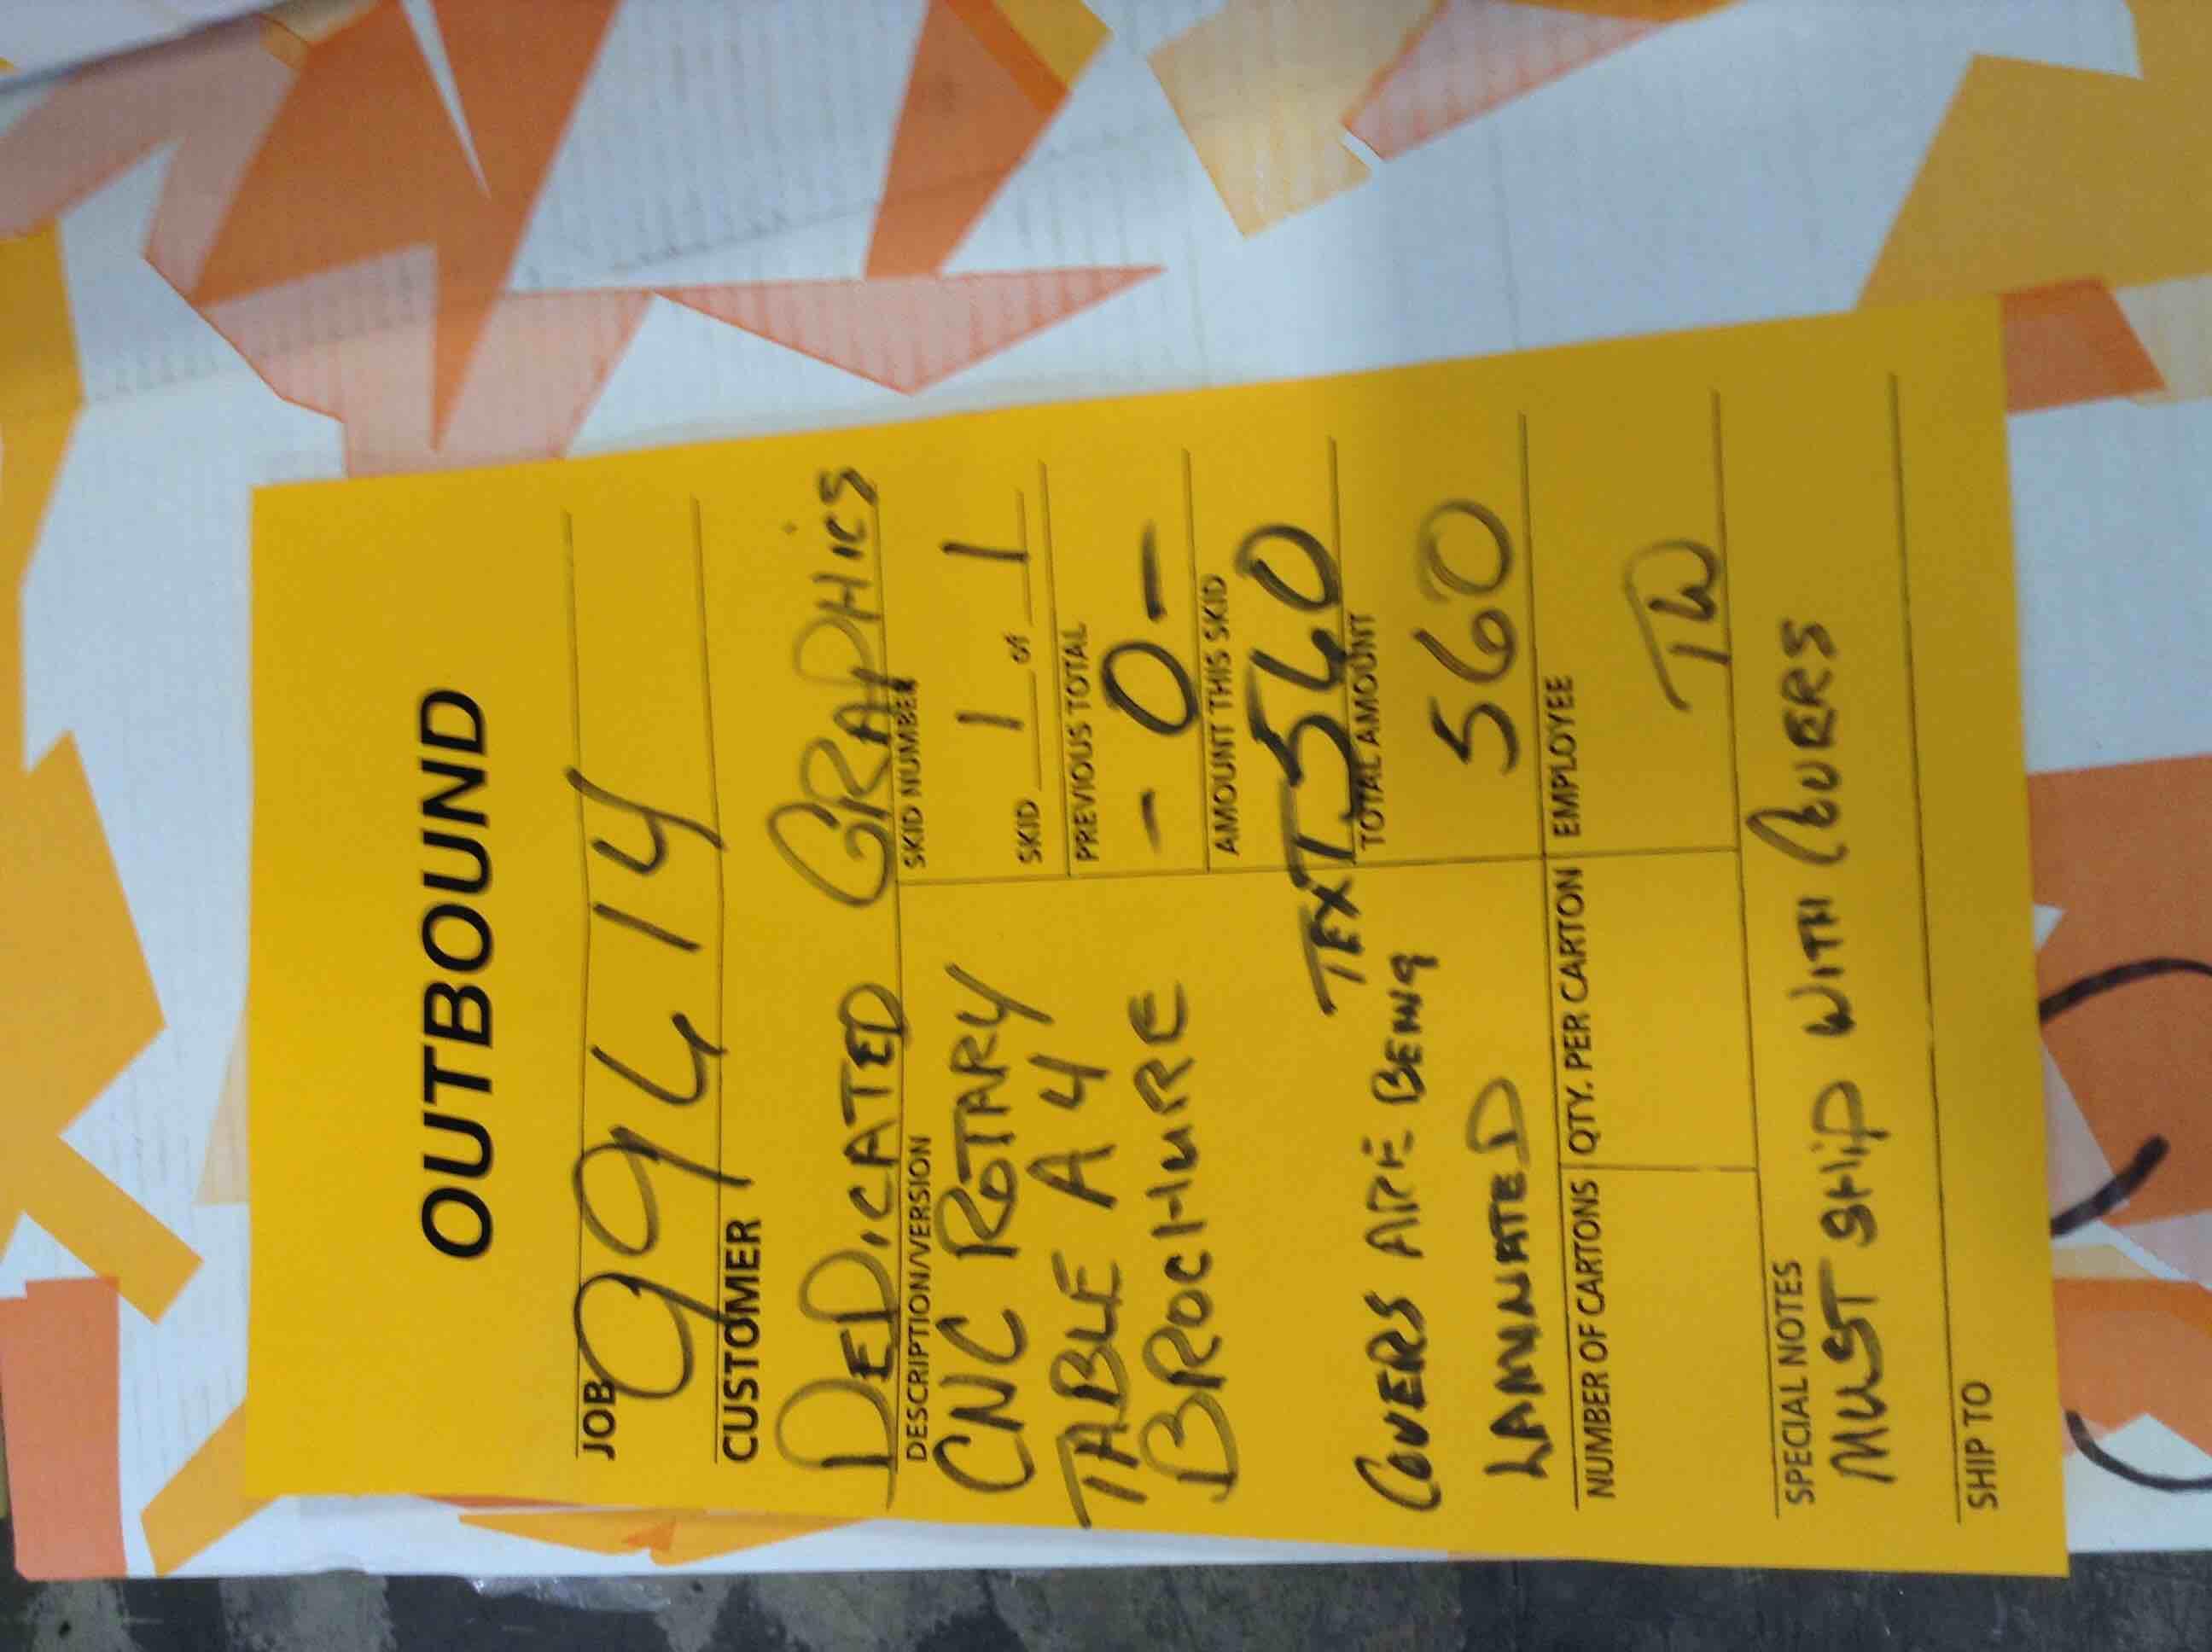 OUTBOUND
JOB 99614
CUSTOMER
DEDICATED GRAPHICS
DESCRIPTION/VERSION
CNC ROTARY
TABLE A4
BROCHURE
COVERS ARE BEING
LAMINATED
SKID NUMBER
SKID 1 of 1
PREVIOUS TOTAL
- 0 -
AMOUNT THIS SKID
TEXT 560
TOTAL AMOUNT
560
NUMBER OF CARTONS
QTY. PER CARTON
EMPLOYEE
TW
SPECIAL NOTES
MUST SHIP WITH COVERS
SHIP TO